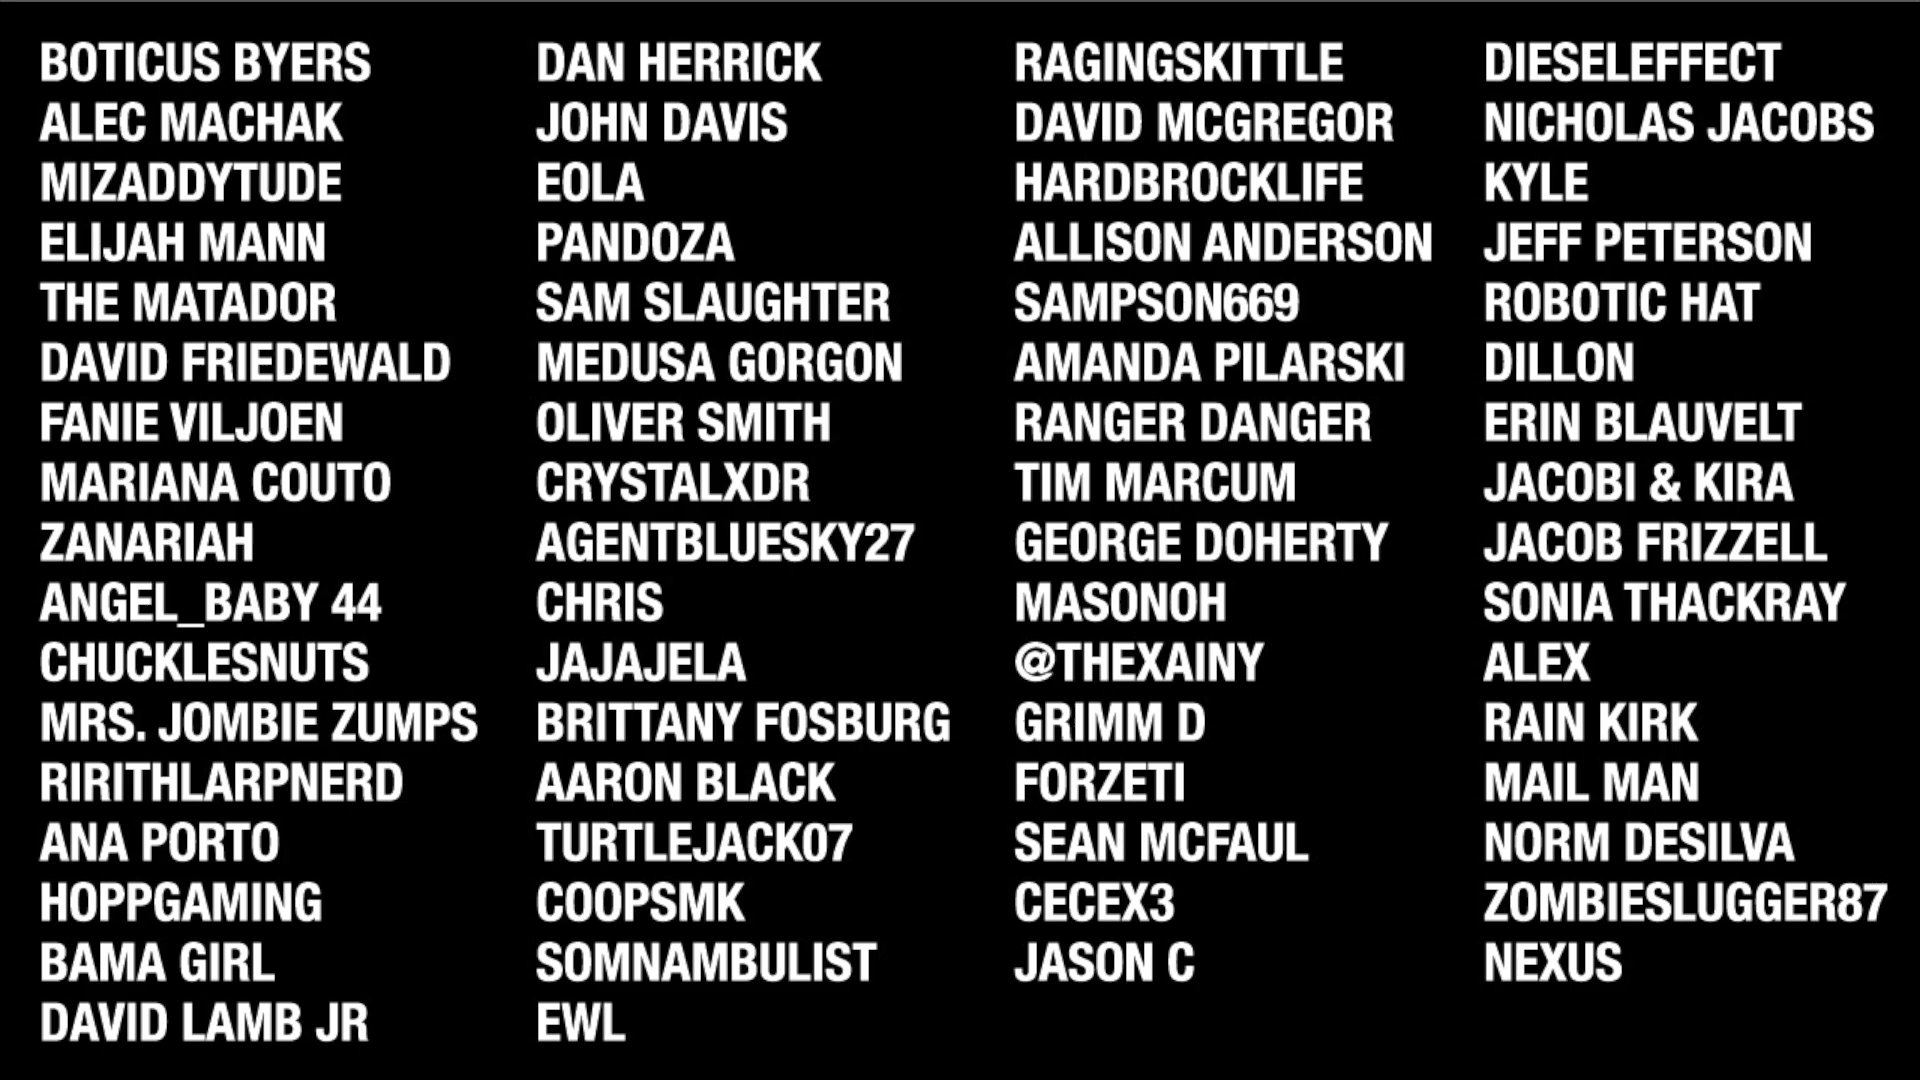 BOTICUS BYERS
ALEC MACHAK
MIZADDYTUDE
ELIJAH MANN
THE MATADOR
DAVID FRIEDEWALD
FANIE VILJOEN
MARIANA COUTO
ZANARIAH
ANGEL_BABY 44
CHUCKLESNUTS
MRS. JOMBIE ZUMPS
RIRITHLARPNERD
ANA PORTO
HOPPGAMING
BAMA GIRL
DAVID LAMB JR
DAN HERRICK
JOHN DAVIS
EOLA
PANDOZA
SAM SLAUGHTER
MEDUSA GORGON
OLIVER SMITH
CRYSTALXDR
AGENTBLUESKY27
CHRIS
JAJAJELA
BRITTANY FOSBURG
AARON BLACK
TURTLEJACK07
COOPSMK
SOMNAMBULIST
EWL
RAGINGSKITTLE
DAVID MCGREGOR
HARDBROCKLIFE
ALLISON ANDERSON
SAMPSON669
AMANDA PILARSKI
RANGER DANGER
TIM MARCUM
GEORGE DOHERTY
MASONOH
@THEXAINY
GRIMM D
FORZETI
SEAN MCFAUL
CECEX3
JASON C
DIESELEFFECT
NICHOLAS JACOBS
KYLE
JEFF PETERSON
ROBOTIC HAT
DILLON
ERIN BLAUVELT
JACOBI & KIRA
JACOB FRIZZELL
SONIA THACKRAY
ALEX
RAIN KIRK
MAIL MAN
NORM DESILVA
ZOMBIESLUGGER87
NEXUS